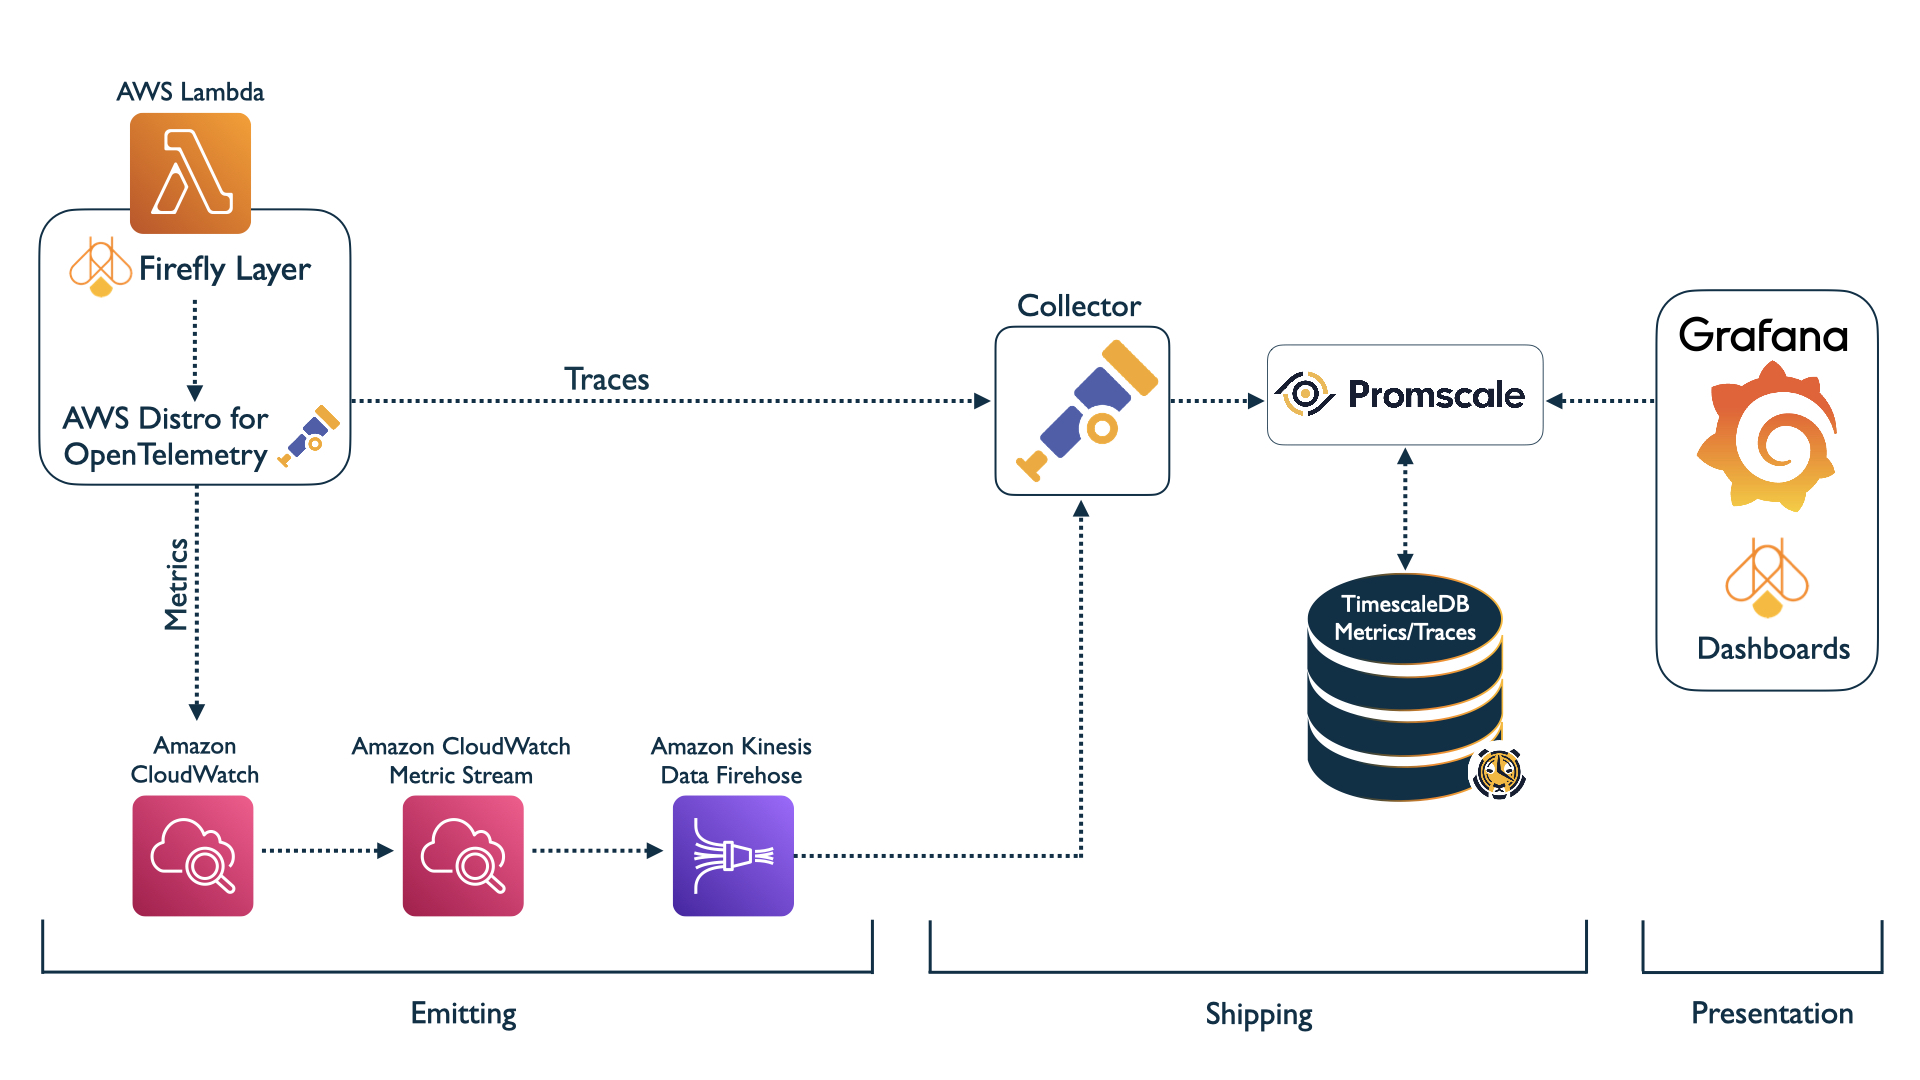 AWS Lambda
Firefly Layer
AWS Distro for
OpenTelemetry
Traces
Metrics
Amazon
CloudWatch
Amazon CloudWatch
Metric Stream
Amazon Kinesis
Data Firehose
Collector
Promscale
TimescaleDB
Metrics/Traces
Grafana
Dashboards
Emitting
Shipping
Presentation